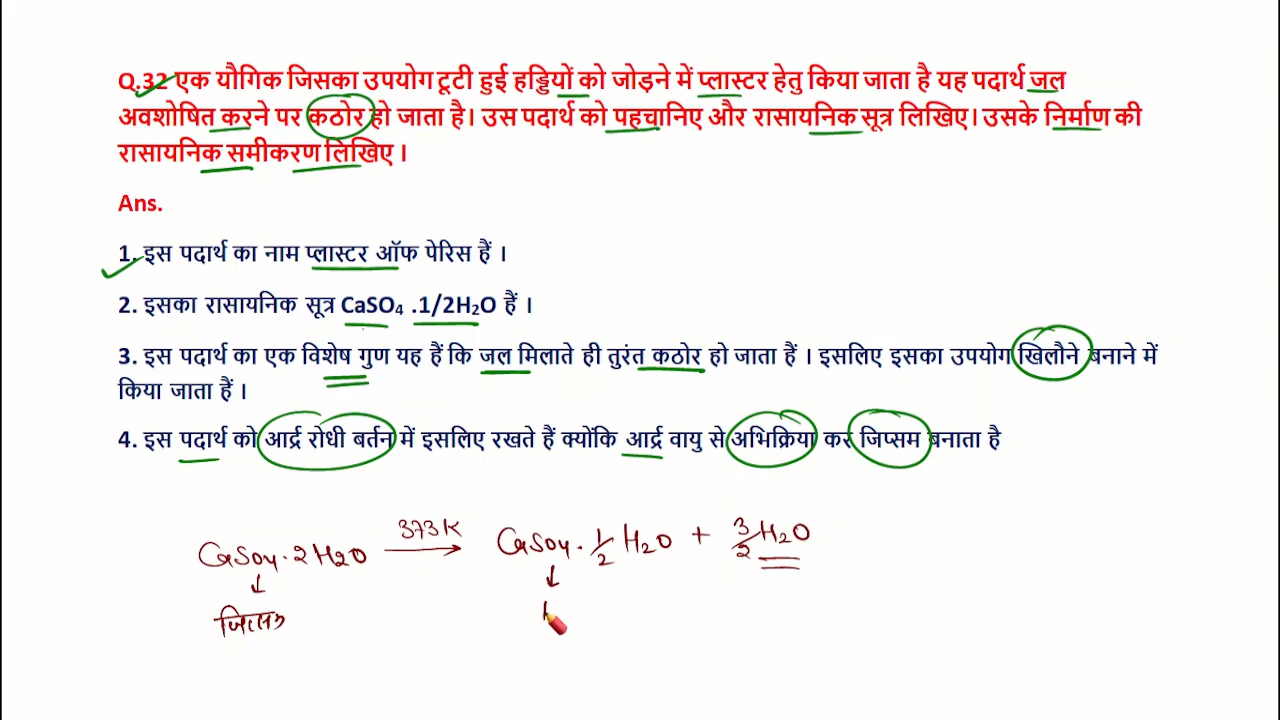 Q.32 एक यौगिक जिसका उपयोग टूटी हुई हड्डियों को जोड़ने में प्लास्टर हेतु किया जाता है यह पदार्थ जल
अवशोषित करने पर कठोर हो जाता है। उस पदार्थ को पहचानिए और रासायनिक सूत्र लिखिए। उसके निर्माण की
रासायनिक समीकरण लिखिए ।
Ans.
1. इस पदार्थ का नाम प्लास्टर ऑफ पेरिस हैं ।
2. इसका रासायनिक सूत्र CaSO₄ .1/2H₂O हैं ।
3. इस पदार्थ का एक विशेष गुण यह हैं कि जल मिलाते ही तुरंत कठोर हो जाता हैं । इसलिए इसका उपयोग खिलौने बनाने में
किया जाता हैं ।
4. इस पदार्थ को आर्द्र रोधी बर्तन में इसलिए रखते हैं क्योंकि आर्द्र वायु से अभिक्रिया कर जिप्सम बनाता है
CaSO4 · 2H2O 373K → CaSO4 · 1/2 H2O + 3/2 H2O
↓ ↓
जिप्सम